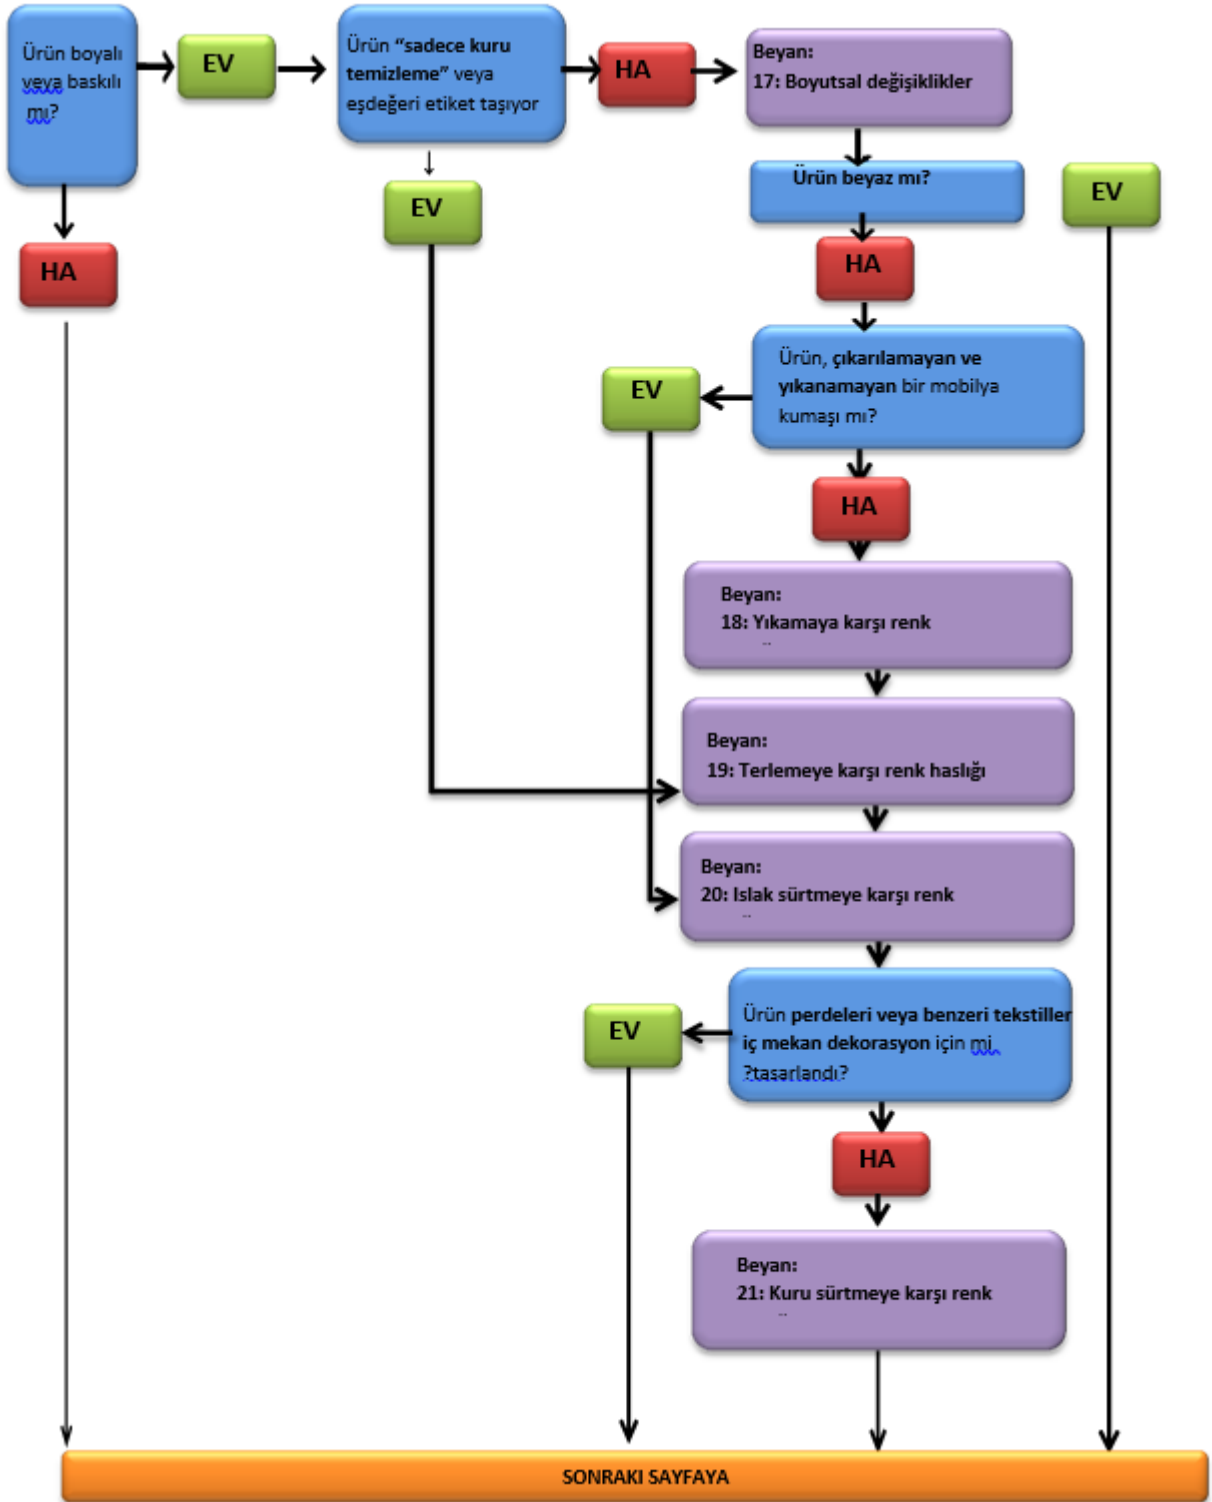 Ürün boyalı
veya baskılı
mı?
EV
Ürün “sadece kuru
temizleme” veya
eşdeğeri etiket taşıyor
HA
Beyan:
17: Boyutsal değişiklikler
EV
HA
Ürün beyaz mı?
EV
HA
Ürün, çıkarılamayan ve
yıkanamayan bir mobilya
kumaşı mı?
EV
HA
Beyan:
18: Yıkamaya karşı renk
Beyan:
19: Terlemeye karşı renk haslığı
Beyan:
20: Islak sürtmeye karşı renk
Ürün perdeleri veya benzeri tekstiller
iç mekan dekorasyon için mi
?tasarlandı?
EV
HA
Beyan:
21: Kuru sürtmeye karşı renk
SONRAKI SAYFAYA